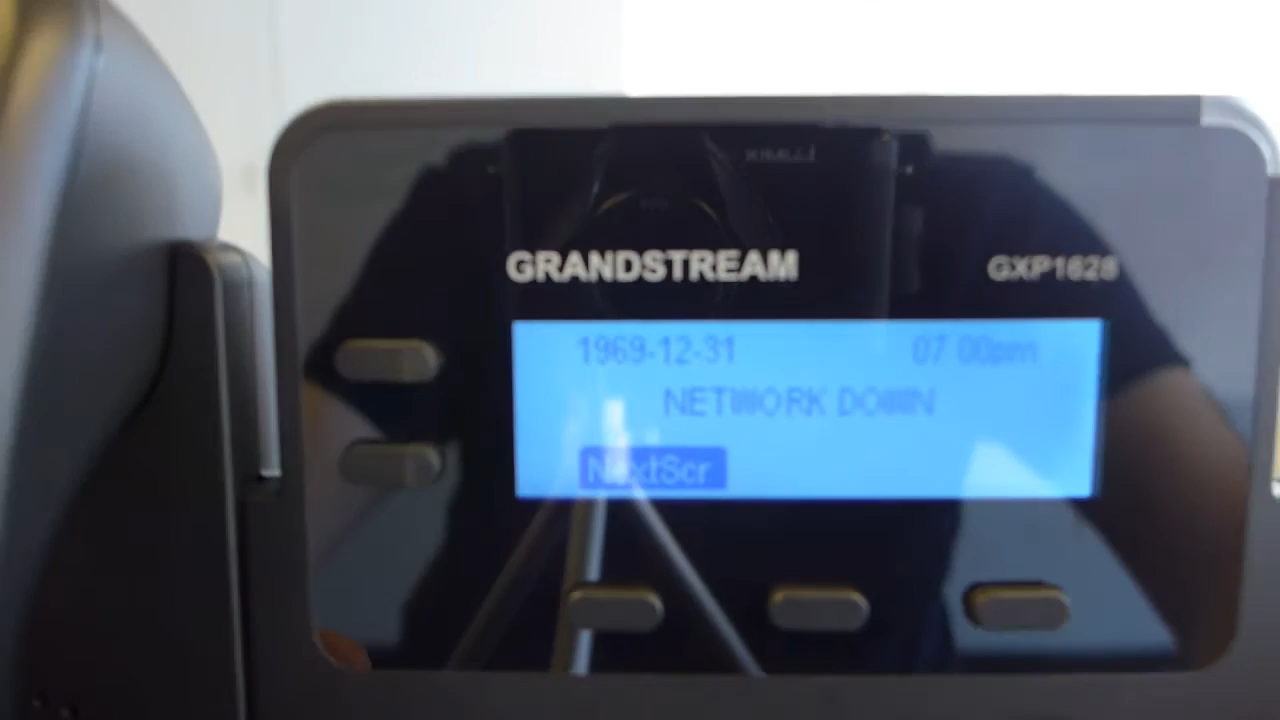 GRANDSTREAM
GXP1628
1969-12-31 07 00pm
NETWORK DOWN
NextScr